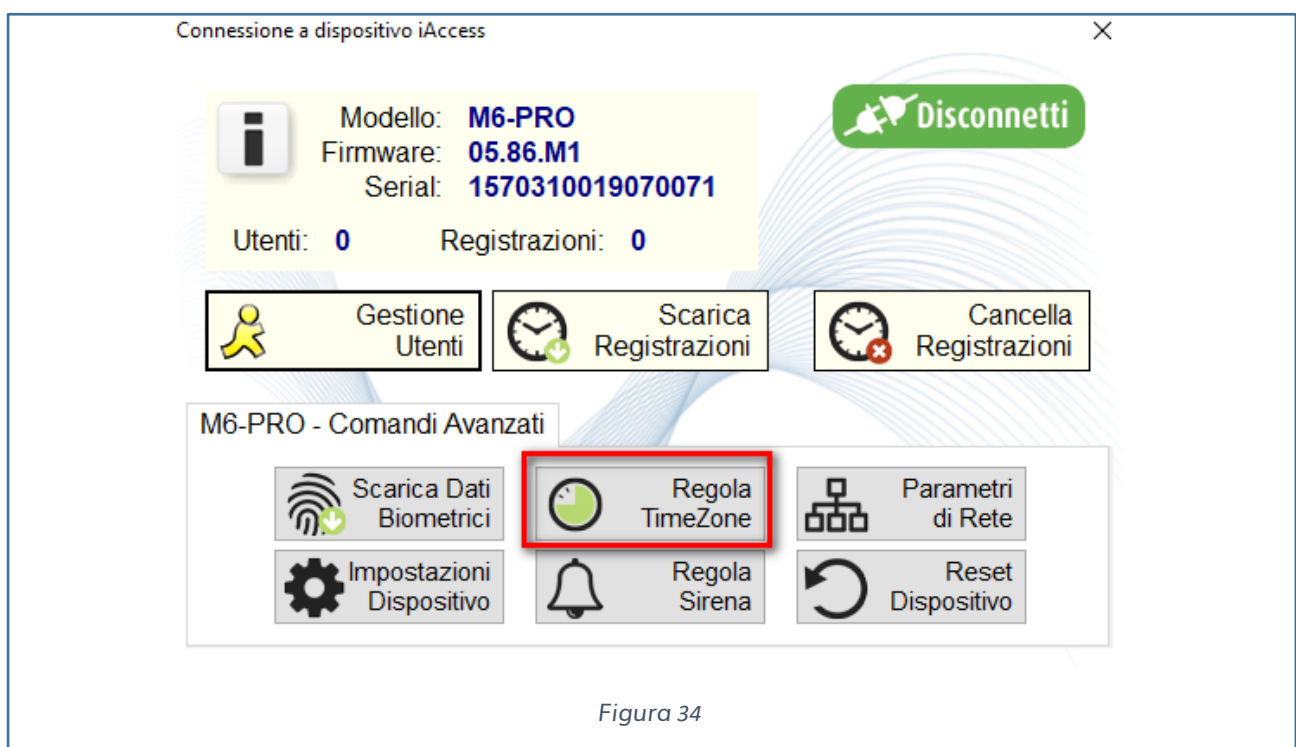 Connessione a dispositivo iAccess
Modello: M6-PRO
Firmware: 05.86.M1
Serial: 1570310019070071
Utenti: 0 Registrazioni: 0
Disconnetti
Gestione
Utenti
Scarica
Registrazioni
Cancella
Registrazioni
M6-PRO - Comandi Avanzati
Scarica Dati
Biometrici
Regola
TimeZone
Parametri
di Rete
Impostazioni
Dispositivo
Regola
Sirena
Reset
Dispositivo
Figura 34